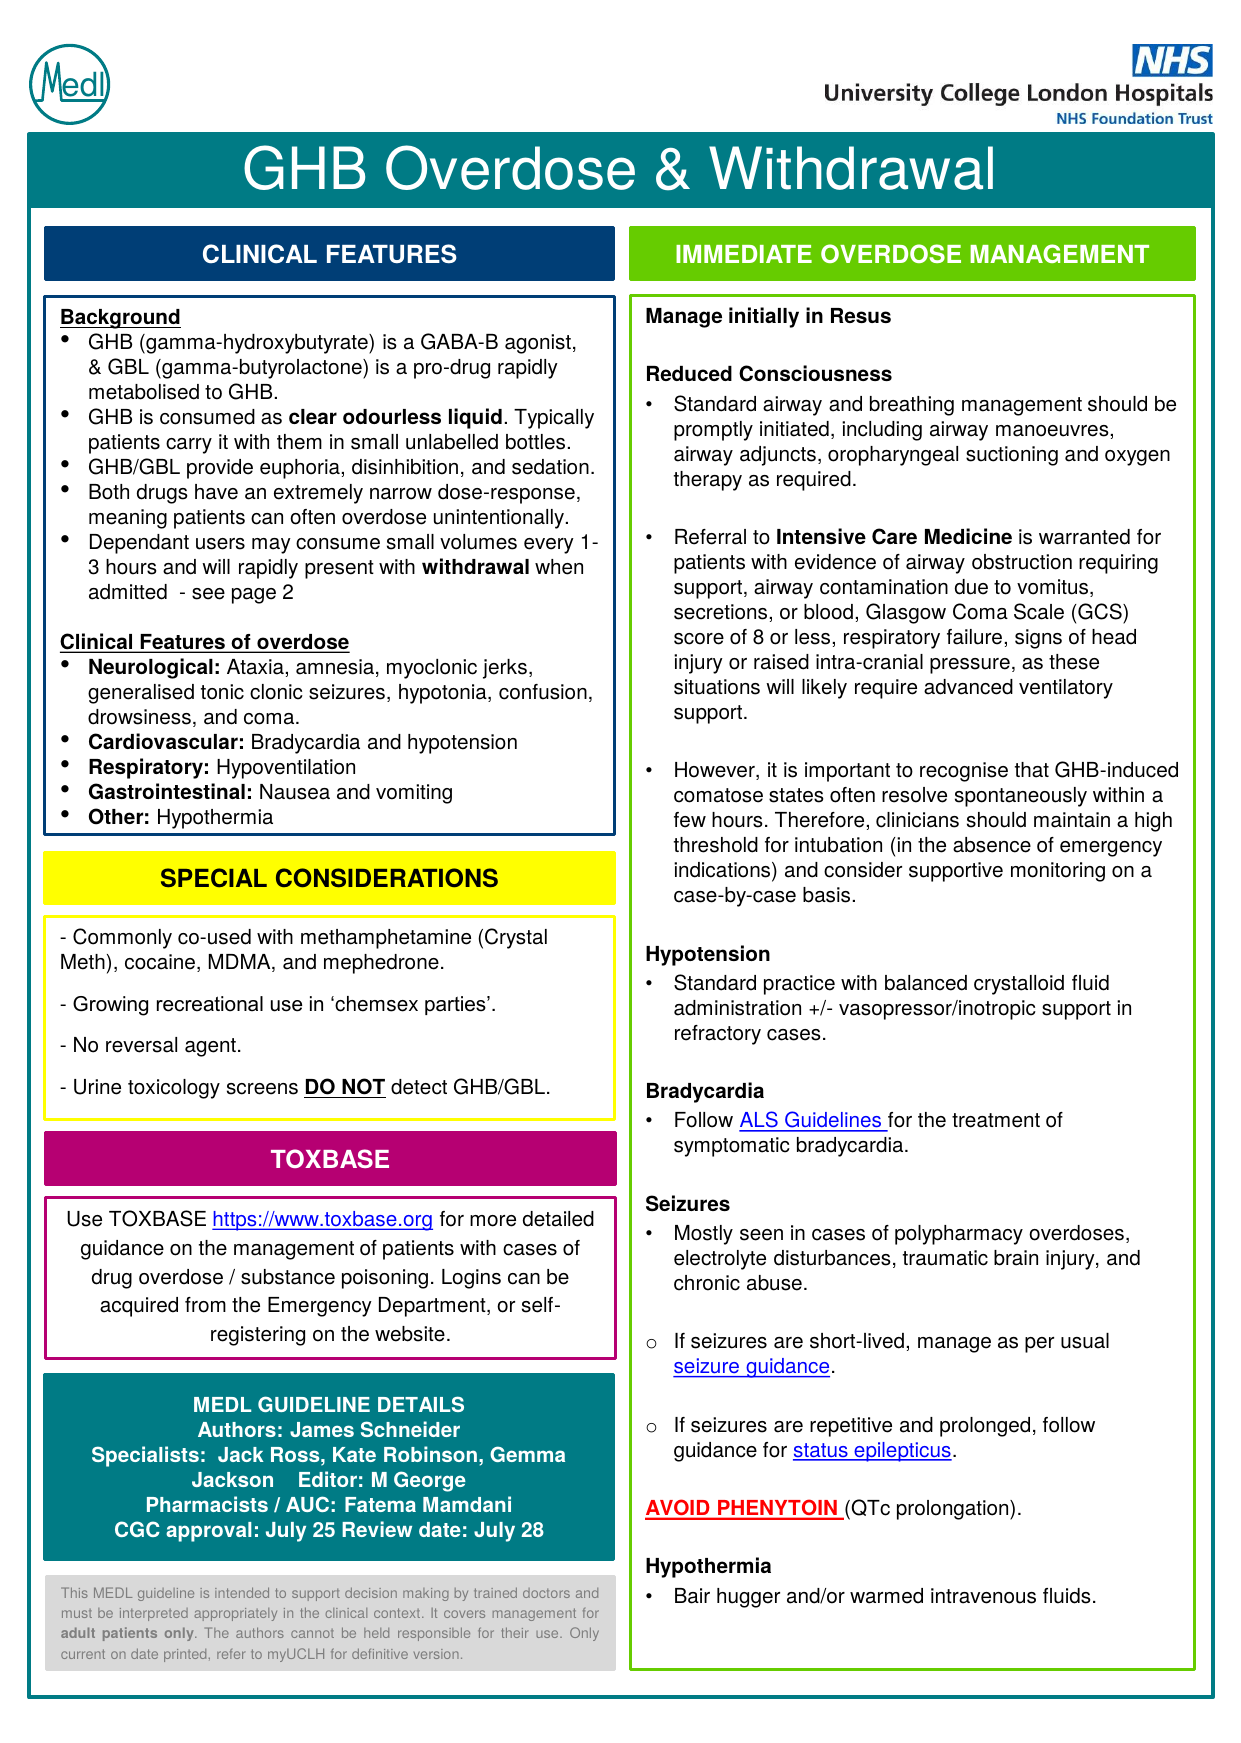 Medl
NHS
University College London Hospitals
NHS Foundation Trust
GHB Overdose & Withdrawal
CLINICAL FEATURES
Background
• GHB (gamma-hydroxybutyrate) is a GABA-B agonist,
& GBL (gamma-butyrolactone) is a pro-drug rapidly
metabolised to GHB.
• GHB is consumed as clear odourless liquid. Typically
patients carry it with them in small unlabelled bottles.
• GHB/GBL provide euphoria, disinhibition, and sedation.
• Both drugs have an extremely narrow dose-response,
meaning patients can often overdose unintentionally.
• Dependant users may consume small volumes every 1-
3 hours and will rapidly present with withdrawal when
admitted - see page 2
Clinical Features of overdose
• Neurological: Ataxia, amnesia, myoclonic jerks,
generalised tonic clonic seizures, hypotonia, confusion,
drowsiness, and coma.
• Cardiovascular: Bradycardia and hypotension
• Respiratory: Hypoventilation
• Gastrointestinal: Nausea and vomiting
• Other: Hypothermia
SPECIAL CONSIDERATIONS
- Commonly co-used with methamphetamine (Crystal
Meth), cocaine, MDMA, and mephedrone.
- Growing recreational use in ‘chemsex parties’.
- No reversal agent.
- Urine toxicology screens DO NOT detect GHB/GBL.
TOXBASE
Use TOXBASE https://www.toxbase.org for more detailed
guidance on the management of patients with cases of
drug overdose / substance poisoning. Logins can be
acquired from the Emergency Department, or self-
registering on the website.
MEDL GUIDELINE DETAILS
Authors: James Schneider
Specialists: Jack Ross, Kate Robinson, Gemma
Jackson Editor: M George
Pharmacists / AUC: Fatema Mamdani
CGC approval: July 25 Review date: July 28
This MEDL guideline is intended to support decision making by trained doctors and
must be interpreted appropriately in the clinical context. It covers management for
adult patients only. The authors cannot be held responsible for their use. Only
current on date printed, refer to myUCLH for definitive version.
IMMEDIATE OVERDOSE MANAGEMENT
Manage initially in Resus
Reduced Consciousness
• Standard airway and breathing management should be
promptly initiated, including airway manoeuvres,
airway adjuncts, oropharyngeal suctioning and oxygen
therapy as required.
• Referral to Intensive Care Medicine is warranted for
patients with evidence of airway obstruction requiring
support, airway contamination due to vomitus,
secretions, or blood, Glasgow Coma Scale (GCS)
score of 8 or less, respiratory failure, signs of head
injury or raised intra-cranial pressure, as these
situations will likely require advanced ventilatory
support.
• However, it is important to recognise that GHB-induced
comatose states often resolve spontaneously within a
few hours. Therefore, clinicians should maintain a high
threshold for intubation (in the absence of emergency
indications) and consider supportive monitoring on a
case-by-case basis.
Hypotension
• Standard practice with balanced crystalloid fluid
administration +/- vasopressor/inotropic support in
refractory cases.
Bradycardia
• Follow ALS Guidelines for the treatment of
symptomatic bradycardia.
Seizures
• Mostly seen in cases of polypharmacy overdoses,
electrolyte disturbances, traumatic brain injury, and
chronic abuse.
o If seizures are short-lived, manage as per usual
seizure guidance.
o If seizures are repetitive and prolonged, follow
guidance for status epilepticus.
AVOID PHENYTOIN (QTc prolongation).
Hypothermia
• Bair hugger and/or warmed intravenous fluids.